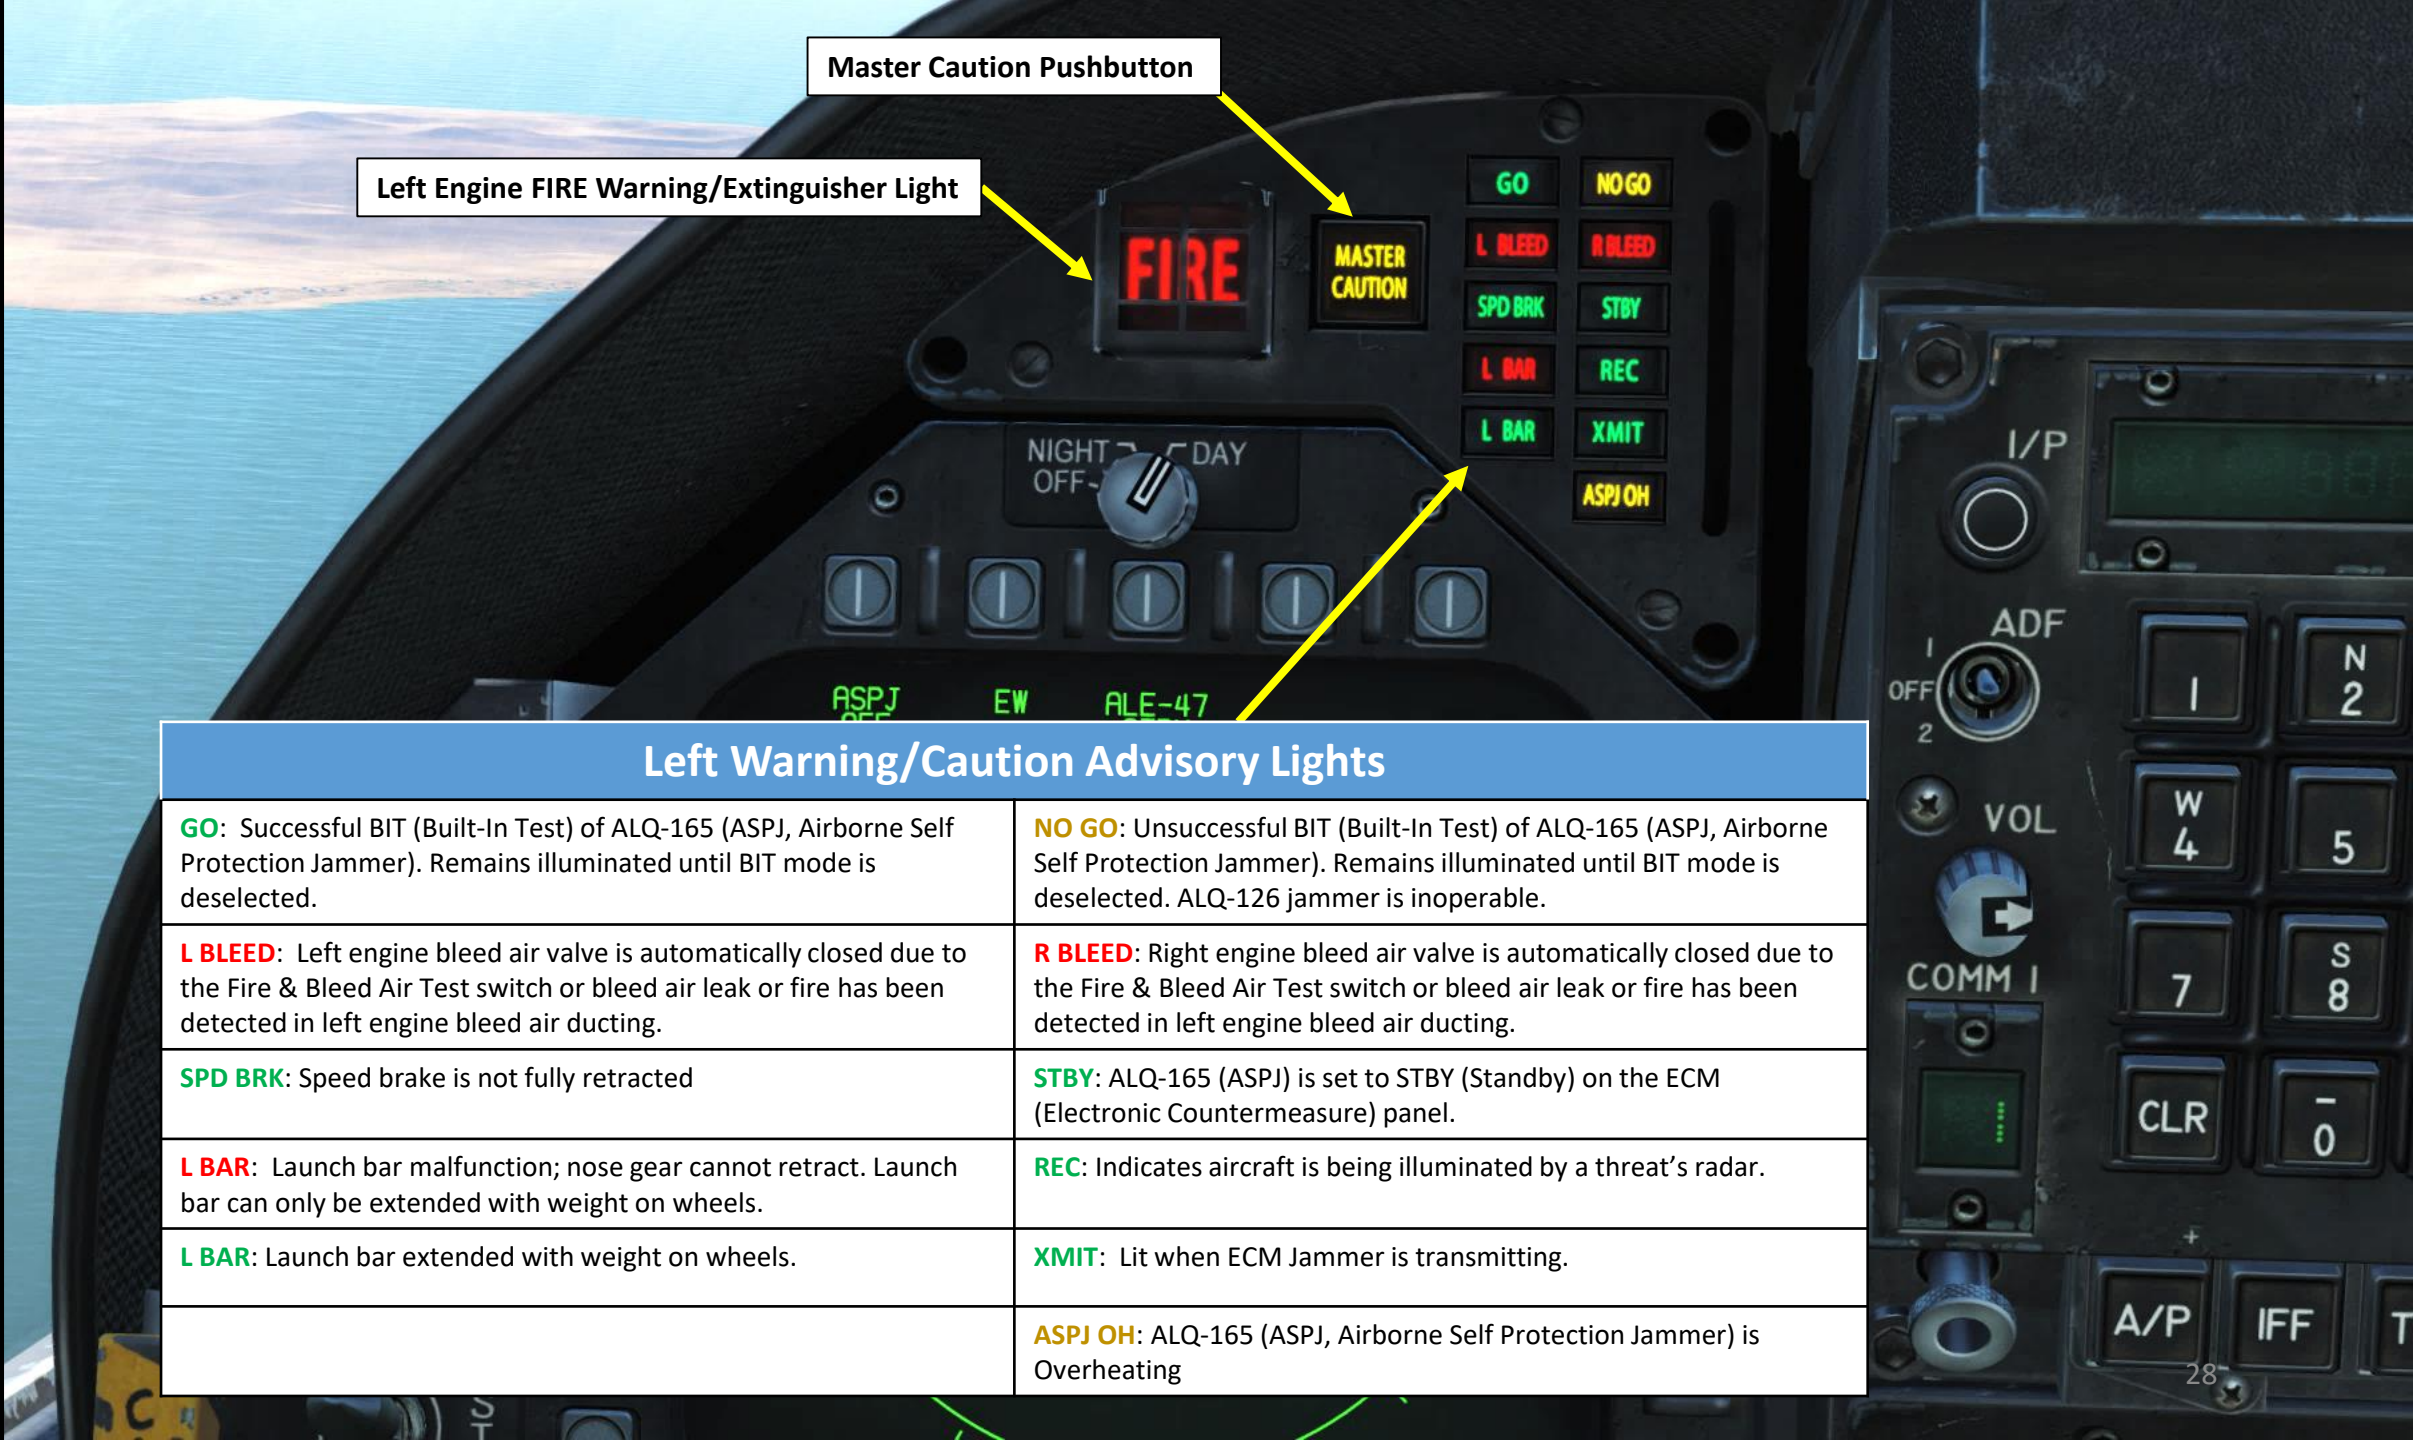 Master Caution Pushbutton
Left Engine FIRE Warning/Extinguisher Light
GO
NO GO
FIRE
MASTER
CAUTION
L BLEED
R BLEED
SPD BRK
STBY
L BAR
REC
L BAR
XMIT
ASPJ OH
NIGHT
DAY
OFF
I/P
ADF
1
OFF
2
VOL
COMM 1
1
N
2
W
4
5
7
S
8
CLR
–
0
A/P
IFF
ASPJ
OFF
EW
ALE-47
Left Warning/Caution Advisory Lights
GO: Successful BIT (Built-In Test) of ALQ-165 (ASPJ, Airborne Self
Protection Jammer). Remains illuminated until BIT mode is
deselected.
NO GO: Unsuccessful BIT (Built-In Test) of ALQ-165 (ASPJ, Airborne
Self Protection Jammer). Remains illuminated until BIT mode is
deselected. ALQ-126 jammer is inoperable.
L BLEED: Left engine bleed air valve is automatically closed due to
the Fire & Bleed Air Test switch or bleed air leak or fire has been
detected in left engine bleed air ducting.
R BLEED: Right engine bleed air valve is automatically closed due to
the Fire & Bleed Air Test switch or bleed air leak or fire has been
detected in left engine bleed air ducting.
SPD BRK: Speed brake is not fully retracted
STBY: ALQ-165 (ASPJ) is set to STBY (Standby) on the ECM
(Electronic Countermeasure) panel.
L BAR: Launch bar malfunction; nose gear cannot retract. Launch
bar can only be extended with weight on wheels.
REC: Indicates aircraft is being illuminated by a threat's radar.
L BAR: Launch bar extended with weight on wheels.
XMIT: Lit when ECM Jammer is transmitting.
ASPJ OH: ALQ-165 (ASPJ, Airborne Self Protection Jammer) is
Overheating
28